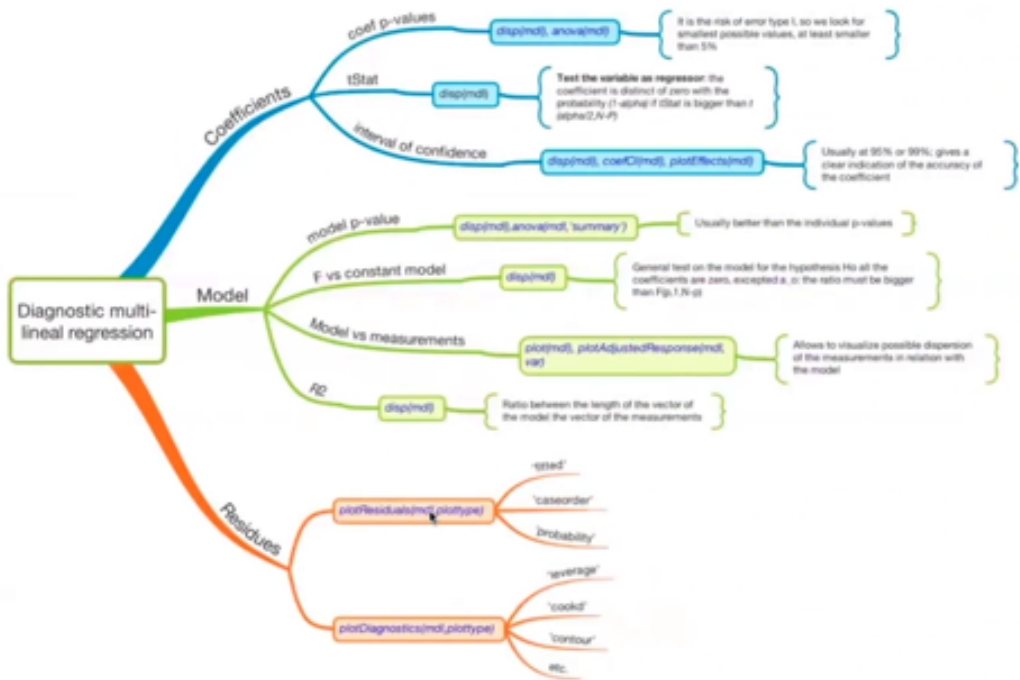 Diagnostic multi-
lineal regression
Coefficients
coef p-values
disp(mdl), anova(mdl)
It is the risk of error type I, so we look for
smallest possible values, at least smaller
than 5%
tStat
disp(mdl)
Test the variable as regressor: the
coefficient is distinct of zero with the
probability (1-alpha) if tStat is bigger than t
(alpha/2,N-P)
interval of confidence
disp(mdl), coefCI(mdl), plotEffects(mdl)
Usually at 95% or 99%; gives a
clear indication of the accuracy of
the coefficient
Model
model p-value
disp(mdl),anova(mdl,'summary')
Usually better than the individual p-values
F vs constant model
disp(mdl)
General test on the model for the hypothesis Ho all the
coefficients are zero, excepted a_o: the ratio must be bigger
than F(p,1,N-p)
Model vs measurements
plot(mdl), plotAdjustedResponse(mdl,
var)
Allows to visualize possible dispersion
of the measurements in relation with
the model
R2
disp(mdl)
Ratio between the length of the vector of
the model the vector of the measurements
Residues
plotResiduals(mdl,plottype)
'caseorder'
'probability'
plotDiagnostics(mdl,plottype)
'leverage'
'cookd'
'contour'
etc.